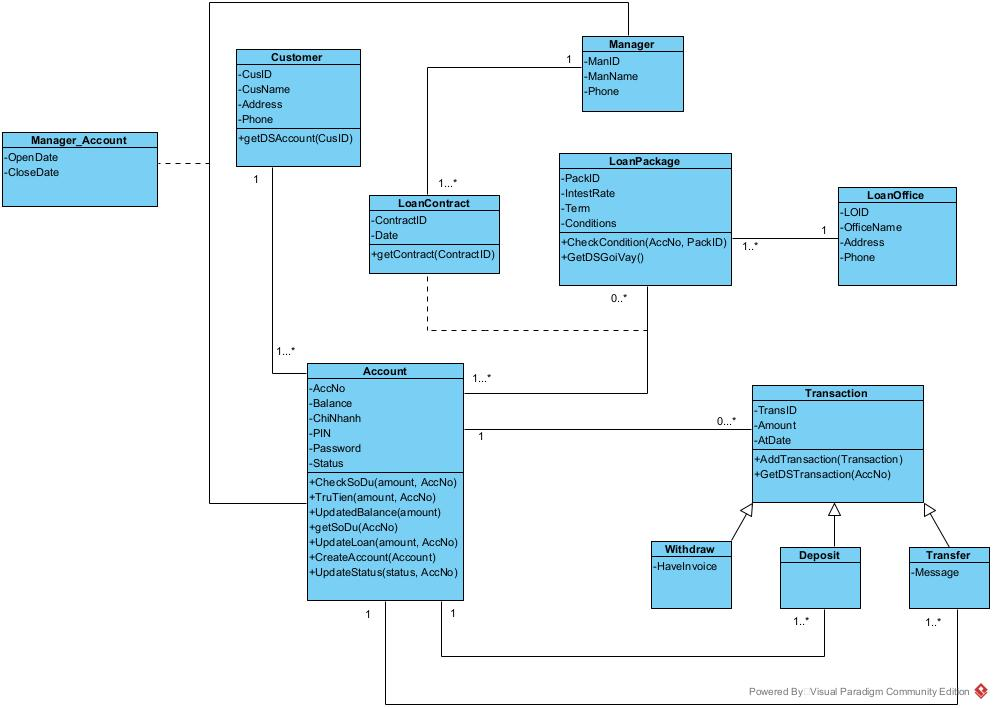 Manager
-ManID
-ManName
-Phone
1
Customer
-CusID
-CusName
-Address
-Phone
+getDSAccount(CusID)
1
Manager_Account
-OpenDate
-CloseDate
1...*
LoanContract
-ContractID
-Date
+getContract(ContractID)
LoanPackage
-PackID
-IntestRate
-Term
-Conditions
+CheckCondition(AccNo, PackID)
+GetDSGoiVay()
1..*
1
0..*
LoanOffice
-LOID
-OfficeName
-Address
-Phone
1...*
Account
-AccNo
-Balance
-ChiNhanh
-PIN
-Password
-Status
+CheckSoDu(amount, AccNo)
+TruTien(amount, AccNo)
+UpdatedBalance(amount)
+getSoDu(AccNo)
+UpdateLoan(amount, AccNo)
+CreateAccount(Account)
+UpdateStatus(status, AccNo)
1...*
1
0...*
Transaction
-TransID
-Amount
-AtDate
+AddTransaction(Transaction)
+GetDSTransaction(AccNo)
Withdraw
-HaveInvoice
Deposit
Transfer
-Message
1
1
1..*
1..*
Powered By Visual Paradigm Community Edition